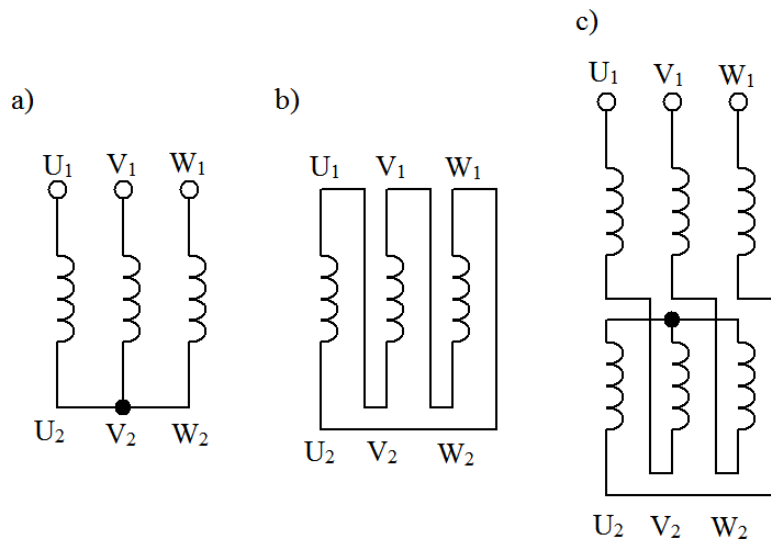 a)
U₁ V₁ W₁
U₂ V₂ W₂
b)
U₁ V₁ W₁
U₂ V₂ W₂
c)
U₁ V₁ W₁
U₂ V₂ W₂